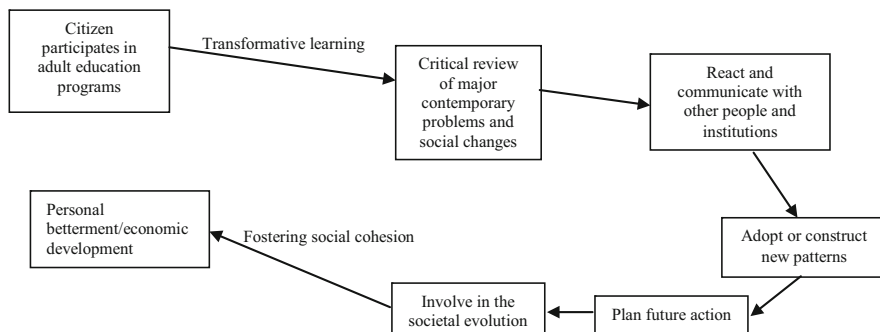 Citizen
participates in
adult education
programs
Transformative learning
Critical review
of major
contemporary
problems and
social changes
React and
communicate with
other people and
institutions
Adopt or construct
new patterns
Plan future action
Involve in the
societal evolution
Fostering social cohesion
Personal
betterment/economic
development